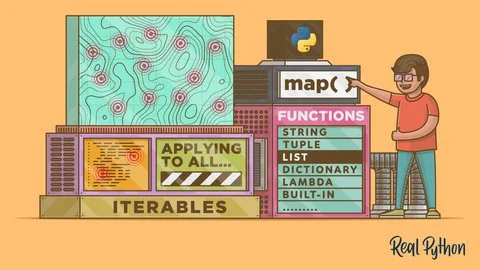 map( )
FUNCTIONS
STRING
TUPLE
LIST
DICTIONARY
LAMBDA
BUILT-IN
.........
APPLYING
TO ALL...
ITERABLES
Real Python